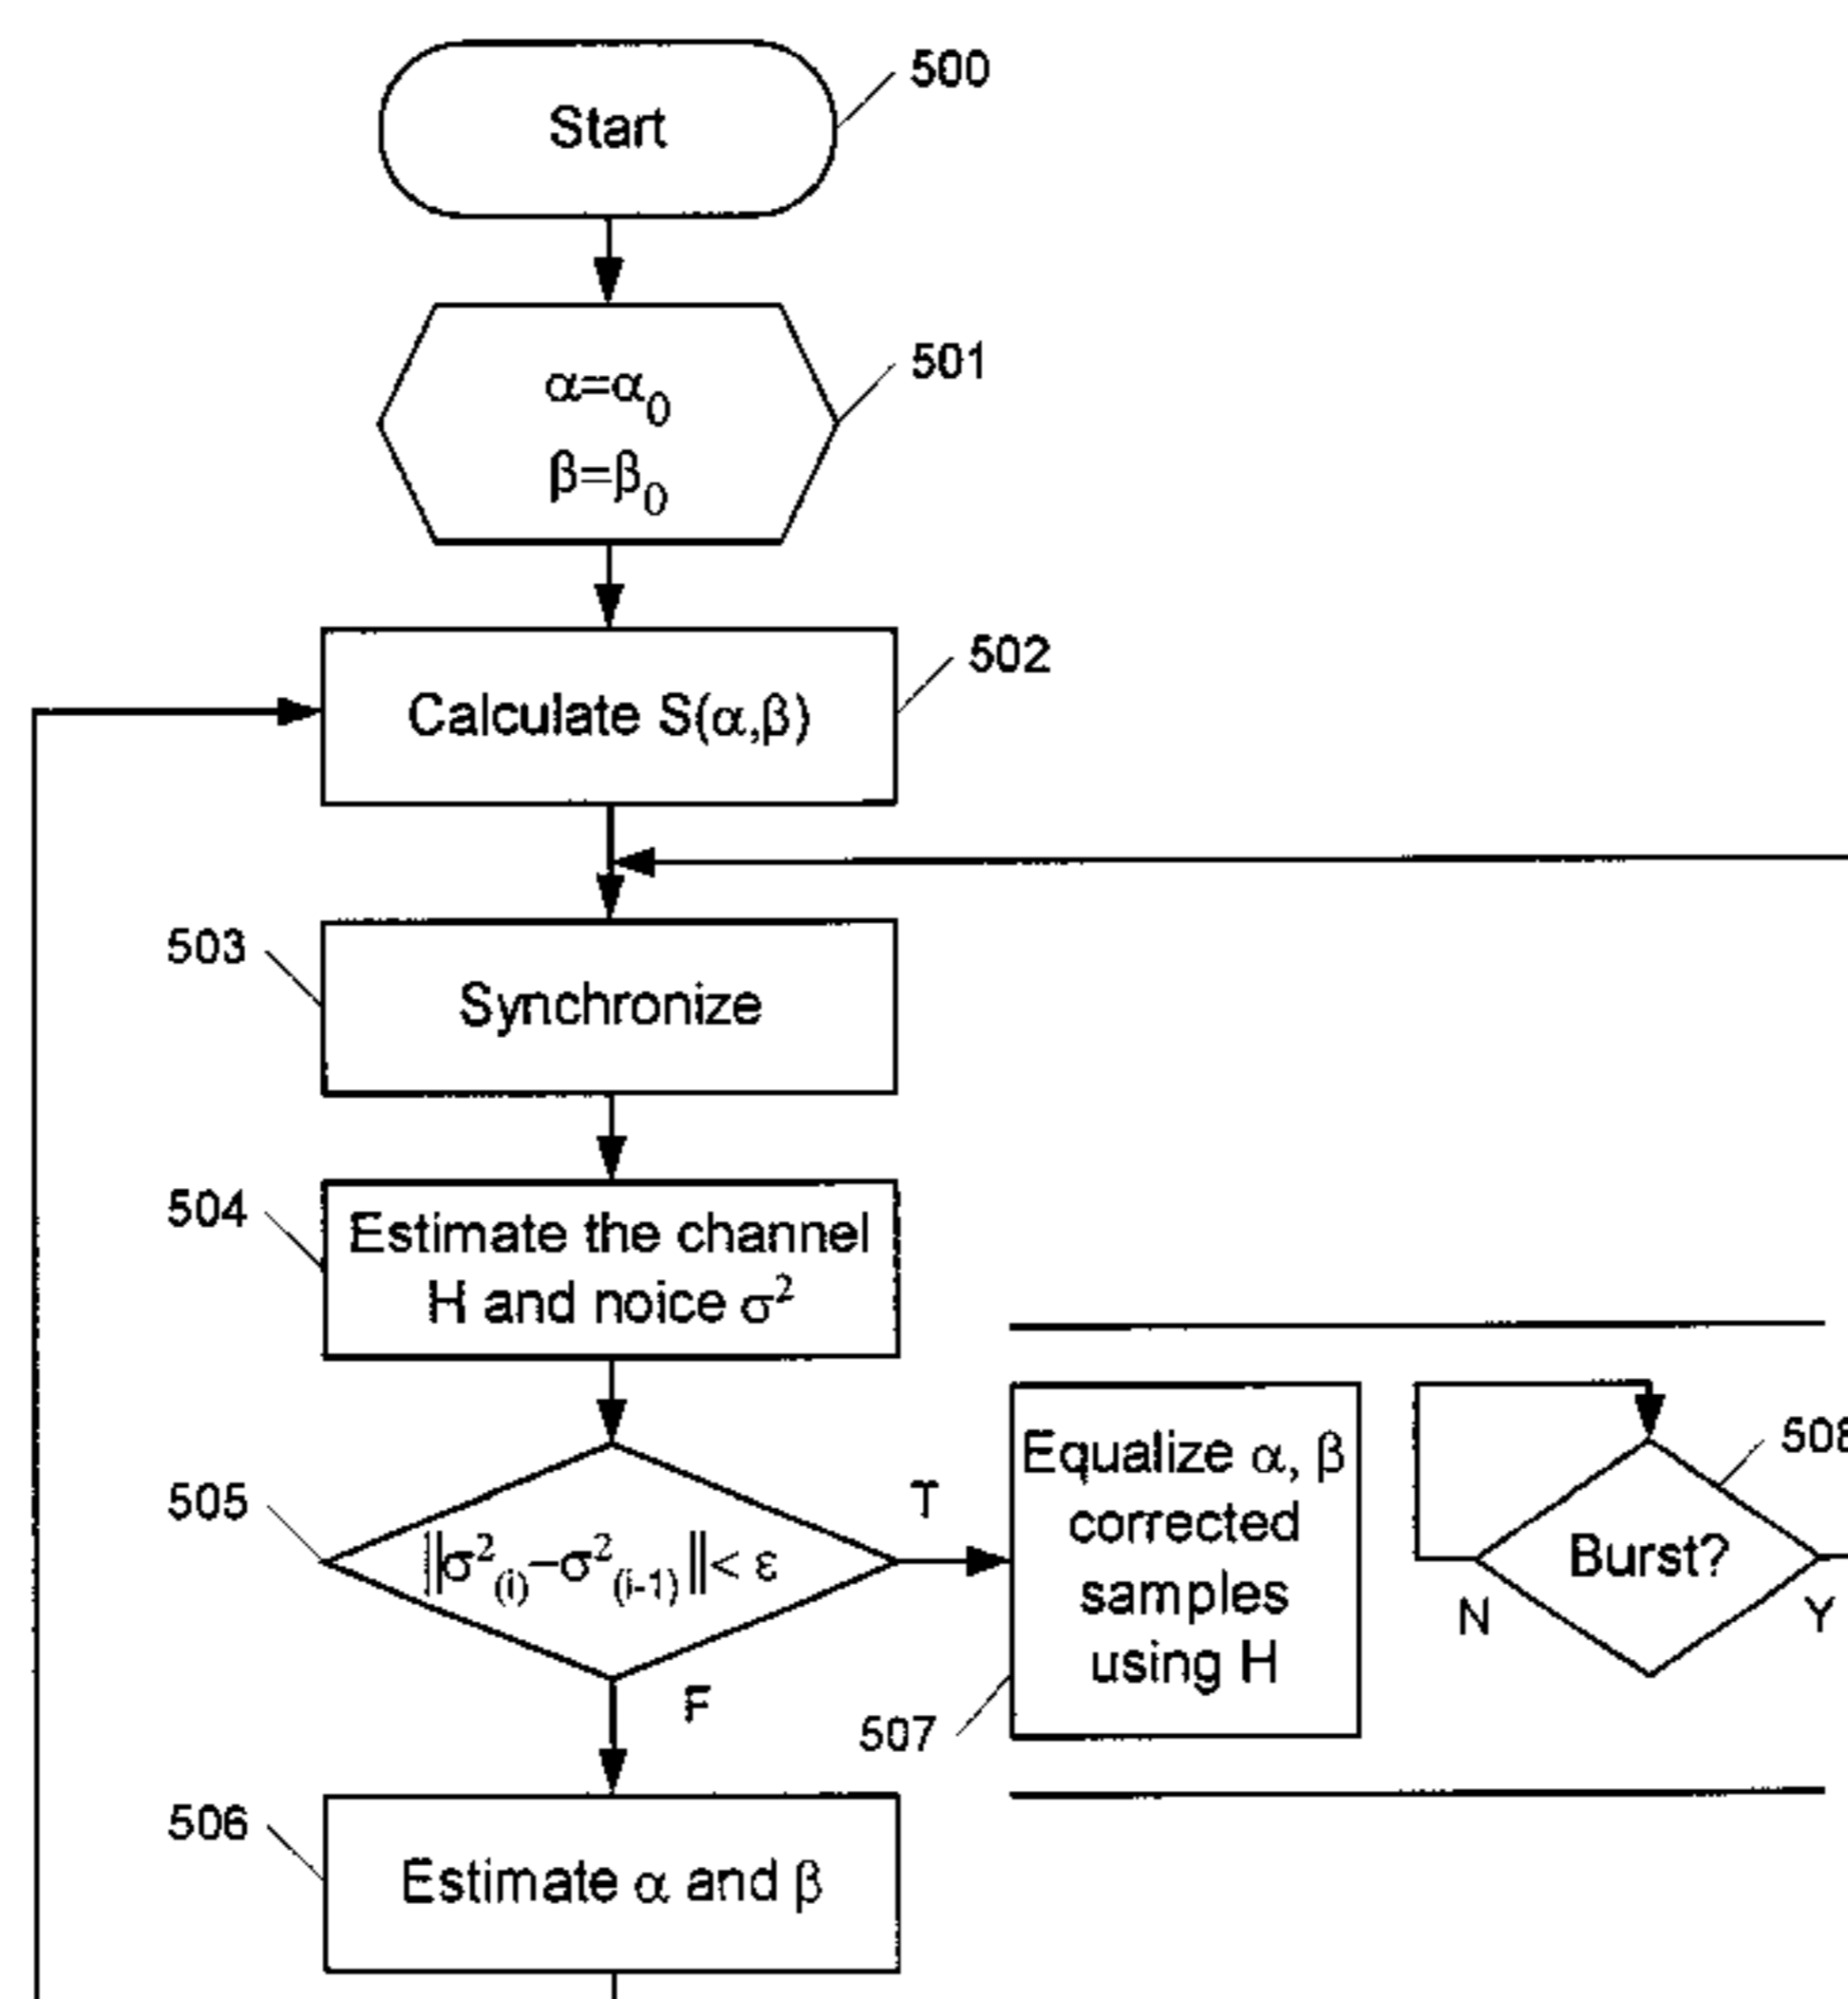 Start
500
α=α₀
β=β₀
501
502
Calculate S(α,β)
503
Synchronize
504
Estimate the channel
H and noice σ²
505
‖σ²₍ᵢ₎−σ²₍ᵢ₋₁₎‖< ε
T
F
Equalize α, β
corrected
samples
using H
507
508
Burst?
N
Y
506
Estimate α and β